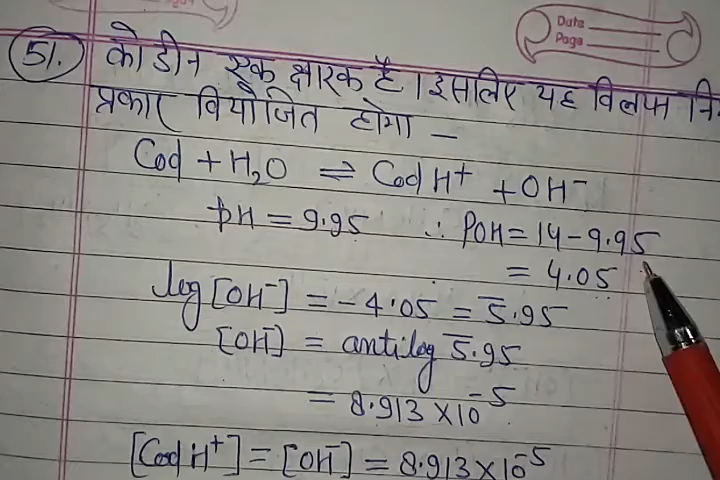 Date
Page
51. कोडीन एक क्षारक है। इसलिए यह विलयन
प्रकार वियोजित होगा —
Cod + H₂O ⇌ CodH⁺ + OH⁻
pH = 9.95 ∴ POH = 14 - 9.95
= 4.05
log [OH⁻] = -4.05 = 5̅.95
[OH⁻] = antilog 5̅.95
= 8.913 × 10⁻⁵
[CodH⁺] = [OH⁻] = 8.913 × 10⁻⁵